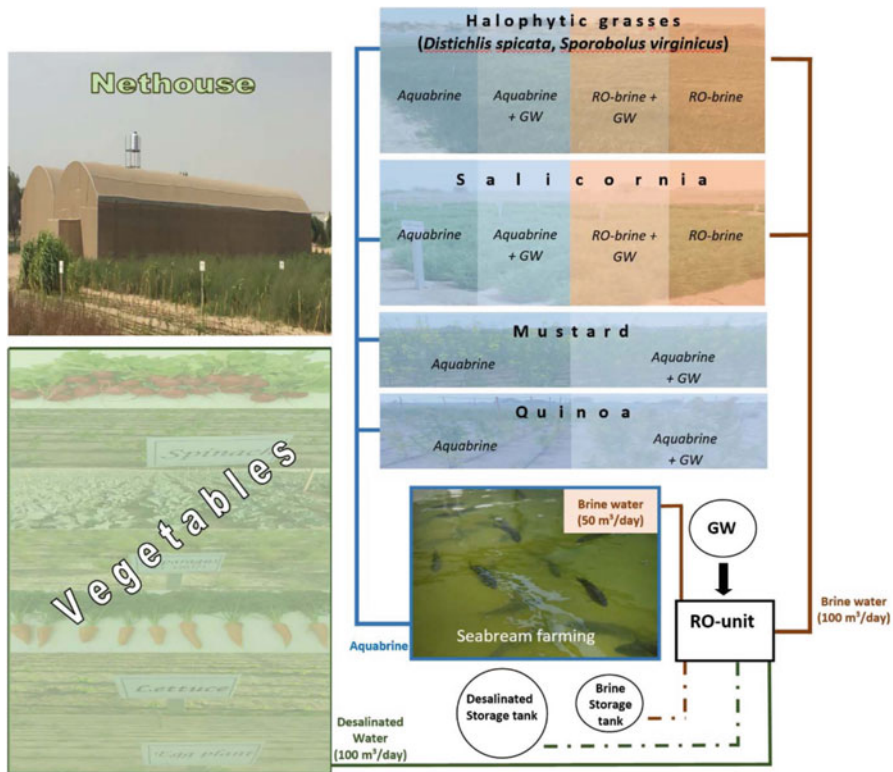 Nethouse
Halophytic grasses
(Distichlis spicata, Sporobolus virginicus)
Aquabrine
Aquabrine
+ GW
RO-brine +
GW
RO-brine
Salicornia
Aquabrine
Aquabrine
+ GW
RO-brine +
GW
RO-brine
Mustard
Aquabrine
Aquabrine
+ GW
Quinoa
Aquabrine
Aquabrine
+ GW
Vegetables
Lettuce
Brine water
(50 m³/day)
GW
Seabream farming
RO-unit
Brine water
(100 m³/day)
Aquabrine
Desalinated
Storage tank
Brine
Storage
tank
Desalinated
Water
(100 m³/day)